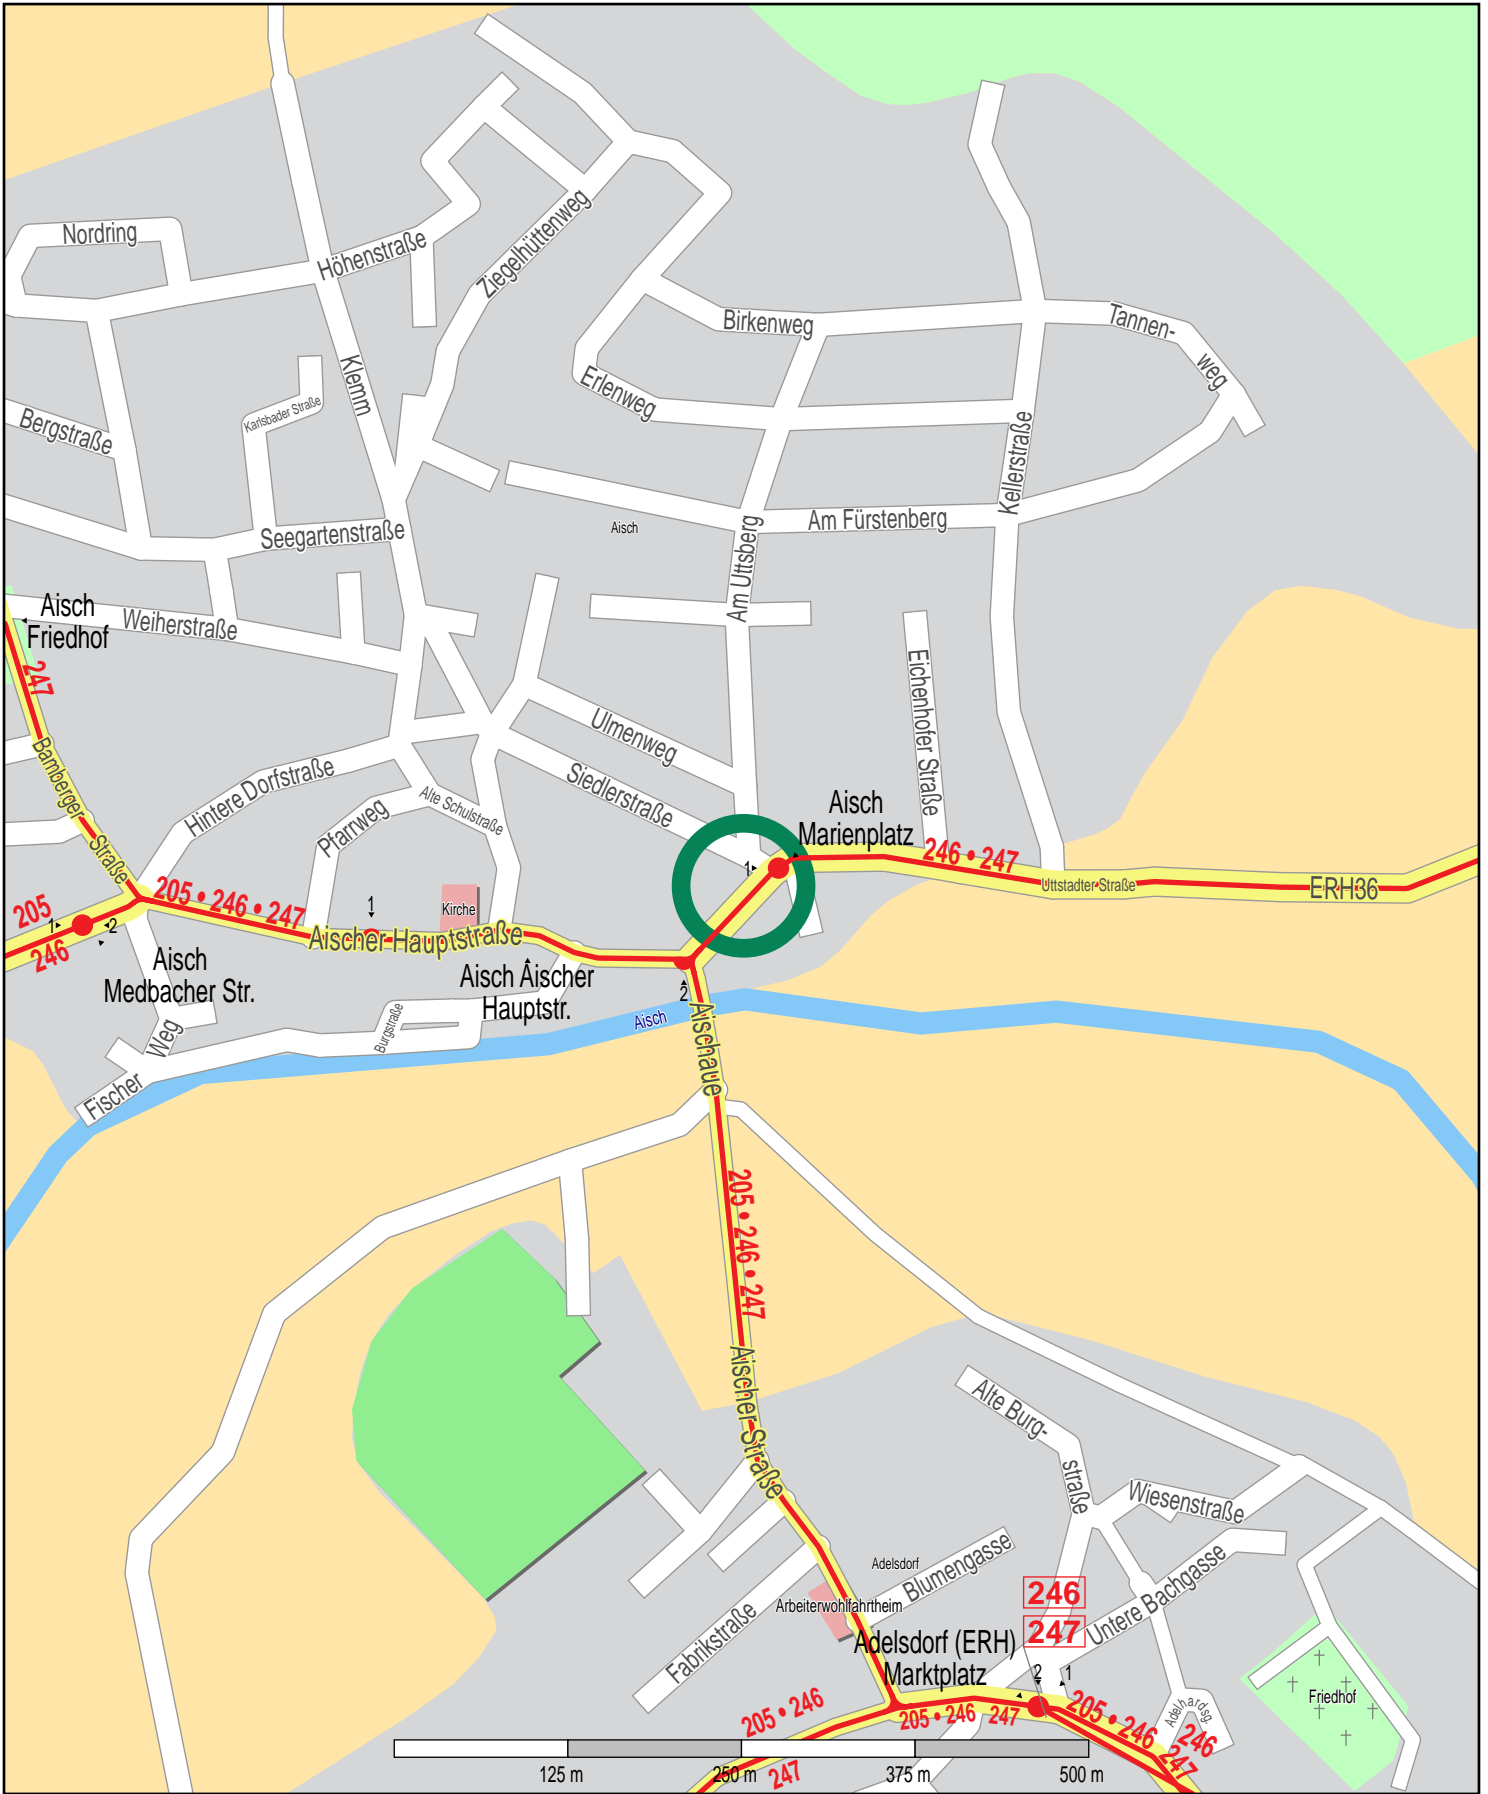 Nordring
Höhenstraße
Ziegelhüttenweg
Birkenweg
Tannen-
weg
Klemm
Erlenweg
Karlsbader Straße
Bergstraße
Kellerstraße
Seegartenstraße
Aisch
Am Fürstenberg
Am Uttsberg
Aisch
Friedhof
Weiherstraße
247
Eichenhofer Straße
Ulmenweg
Bamberger
Straße
Hintere Dorfstraße
Siedlerstraße
Alte Schulstraße
Pfarrweg
Aisch
Marienplatz
1
246 • 247
Uttstadter Straße
ERH36
205
205 • 246 • 247
1
Kirche
1
2
246
Aischer Hauptstraße
Aisch
Medbacher Str.
Aisch Aischer
Hauptstr.
2
Aisch
Aischaue
Burgstraße
Weg
Fischer
205 • 246 • 247
Aischer Straße
Alte Burg-
straße
Wiesenstraße
Adelsdorf
Blumengasse
Arbeiterwohlfahrtheim
246
247
Untere Bachgasse
Fabrikstraße
Adelsdorf (ERH)
Marktplatz
2
1
Friedhof
Adelhardsg.
205 • 246
205 • 246
247
205 • 246
246
247
247
125 m
250 m
375 m
500 m